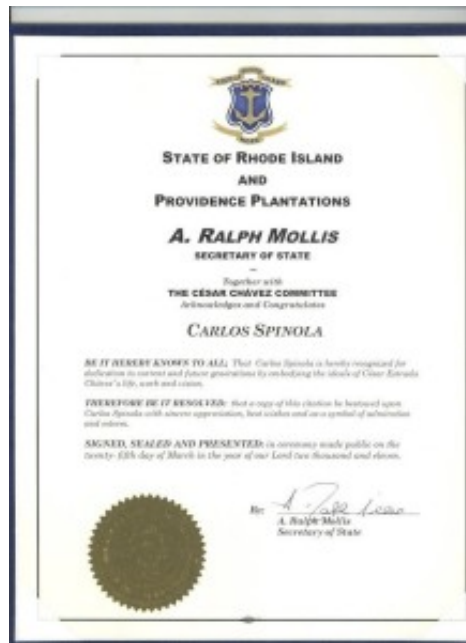 STATE OF RHODE ISLAND
AND
PROVIDENCE PLANTATIONS
A. RALPH MOLLIS
SECRETARY OF STATE
Together with
THE CÉSAR CHÁVEZ COMMITTEE
Acknowledges and Congratulates
CARLOS SPINOLA
BE IT HEREBY KNOWN TO ALL; That Carlos Spinola is hereby recognized for
dedication to current and future generations by embodying the ideals of César Estrada
Chávez's life, work and vision.
THEREFORE BE IT RESOLVED: that a copy of this citation be bestowed upon
Carlos Spinola with sincere appreciation, best wishes and as a symbol of admiration
and esteem.
SIGNED, SEALED AND PRESENTED: in ceremony made public on the
twenty-fifth day of March in the year of our Lord two thousand and eleven.
By:
A. Ralph Mollis
Secretary of State